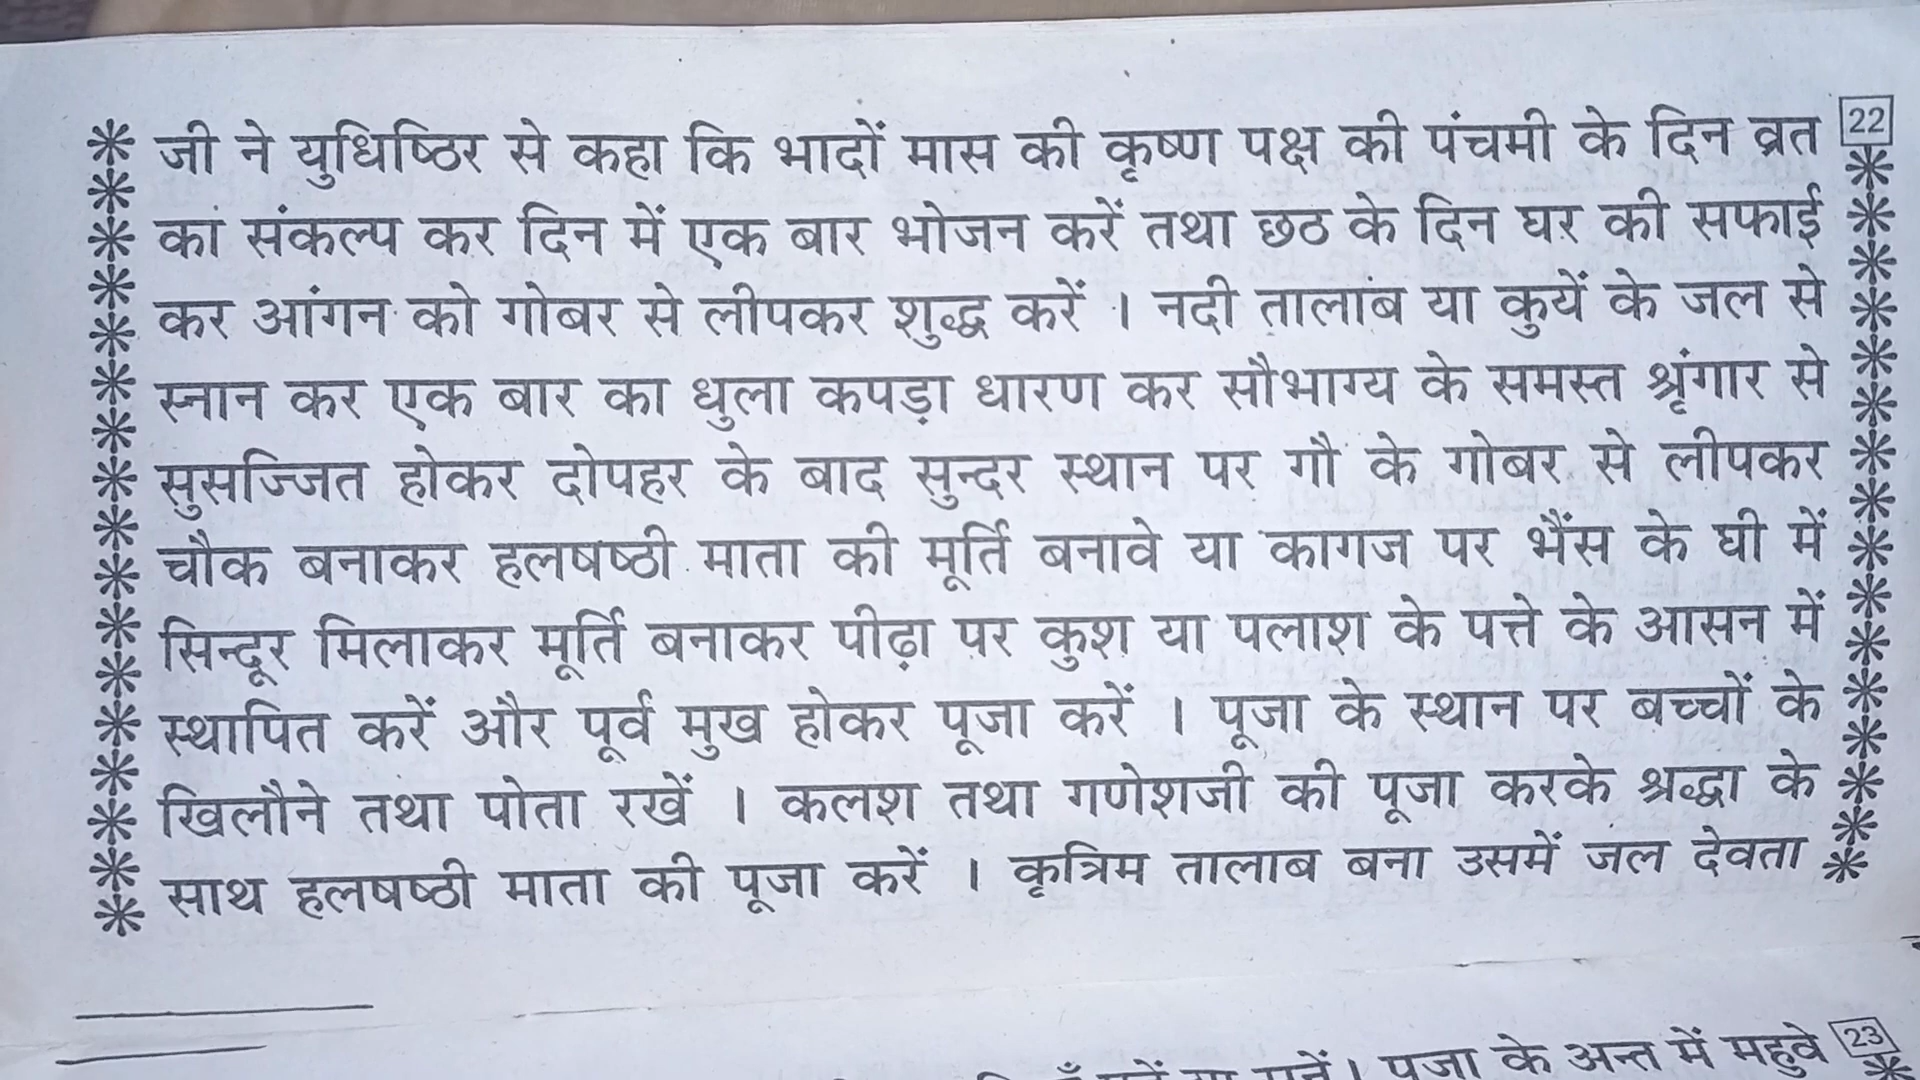 जी ने युधिष्ठिर से कहा कि भादों मास की कृष्ण पक्ष की पंचमी के दिन व्रत 22
का संकल्प कर दिन में एक बार भोजन करें तथा छठ के दिन घर की सफाई
कर आंगन को गोबर से लीपकर शुद्ध करें । नदी तालाब या कुयें के जल से
स्नान कर एक बार का धुला कपड़ा धारण कर सौभाग्य के समस्त श्रृंगार से
सुसज्जित होकर दोपहर के बाद सुन्दर स्थान पर गौ के गोबर से लीपकर
चौक बनाकर हलषष्ठी माता की मूर्ति बनावे या कागज पर भैंस के घी में
सिन्दूर मिलाकर मूर्ति बनाकर पीढ़ा पर कुश या पलाश के पत्ते के आसन में
स्थापित करें और पूर्व मुख होकर पूजा करें । पूजा के स्थान पर बच्चों के
खिलौने तथा पोता रखें । कलश तथा गणेशजी की पूजा करके श्रद्धा के
साथ हलषष्ठी माता की पूजा करें । कृत्रिम तालाब बना उसमें जल देवता
पूजा के अन्त में महुवे 23